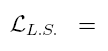 ℒ_{L.S.} =